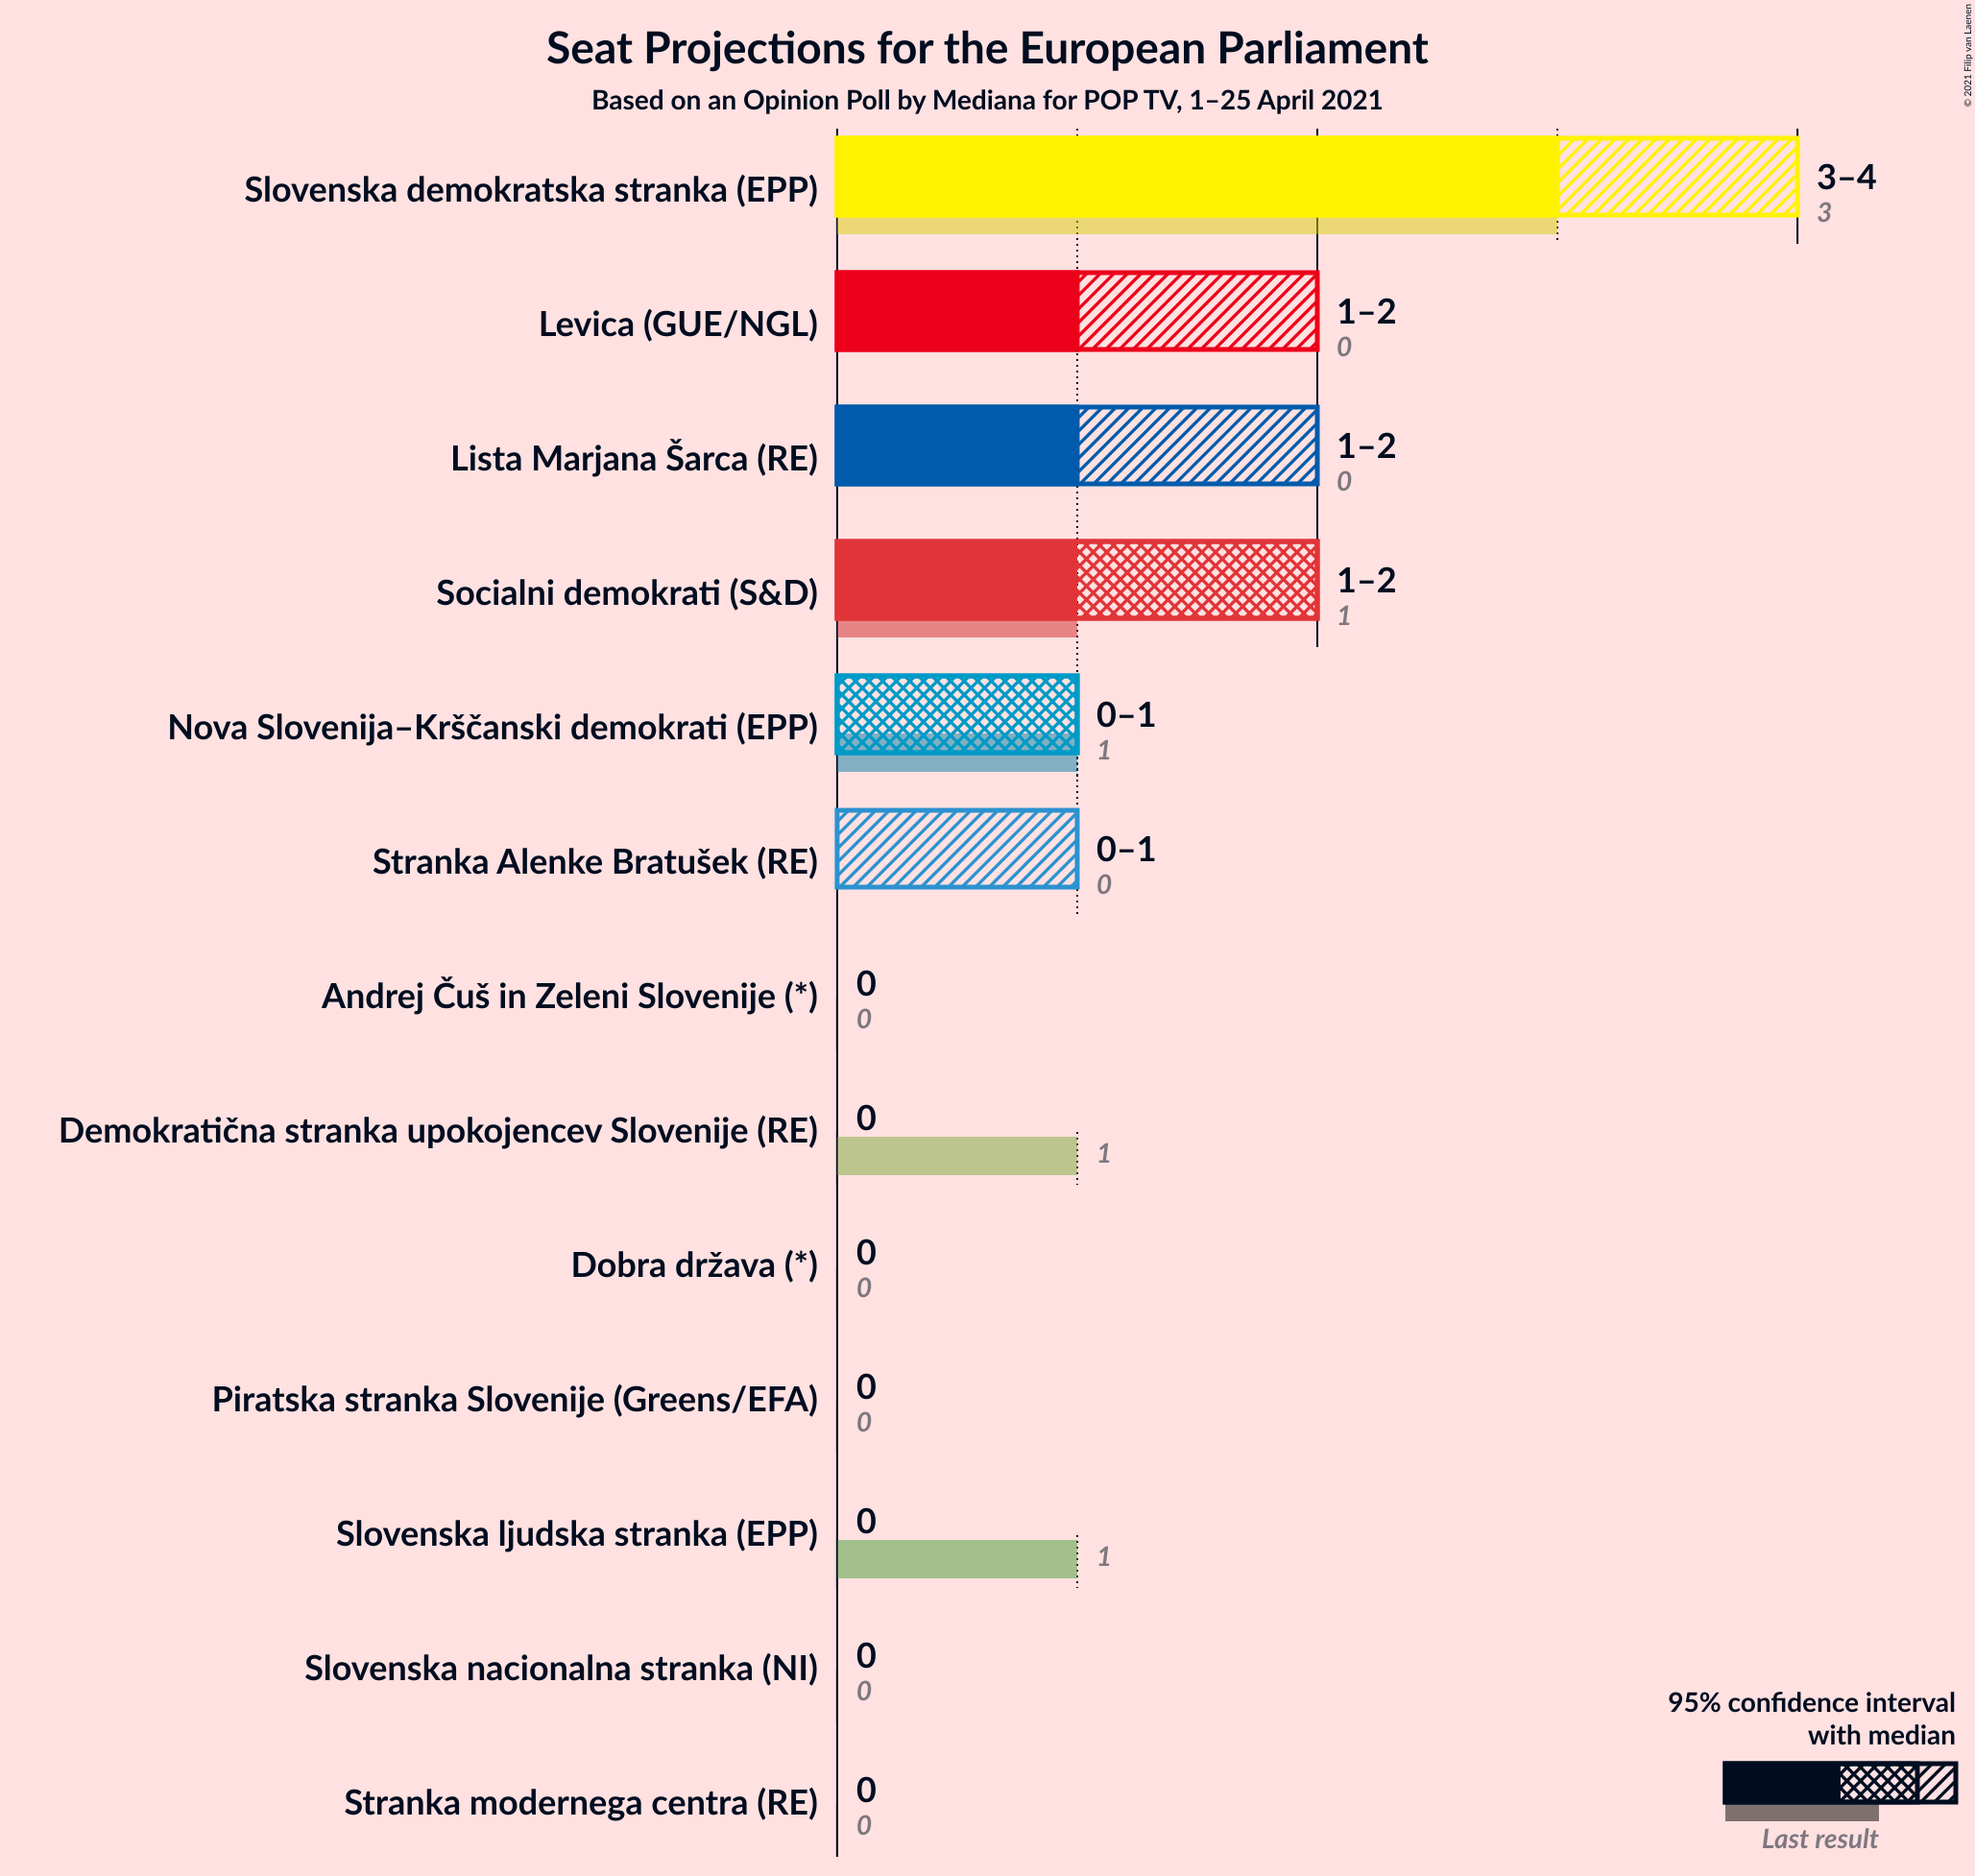 Seat Projections for the European Parliament
Based on an Opinion Poll by Mediana for POP TV, 1–25 April 2021
© 2021 Filip van Laenen
Slovenska demokratska stranka (EPP)
3–4
3
Levica (GUE/NGL)
1–2
0
Lista Marjana Šarca (RE)
1–2
0
Socialni demokrati (S&D)
1–2
1
Nova Slovenija–Krščanski demokrati (EPP)
0–1
1
Stranka Alenke Bratušek (RE)
0–1
0
Andrej Čuš in Zeleni Slovenije (*)
0
0
Demokratična stranka upokojencev Slovenije (RE)
0
1
Dobra država (*)
0
0
Piratska stranka Slovenije (Greens/EFA)
0
0
Slovenska ljudska stranka (EPP)
0
1
Slovenska nacionalna stranka (NI)
0
0
Stranka modernega centra (RE)
0
0
95% confidence interval
with median
Last result